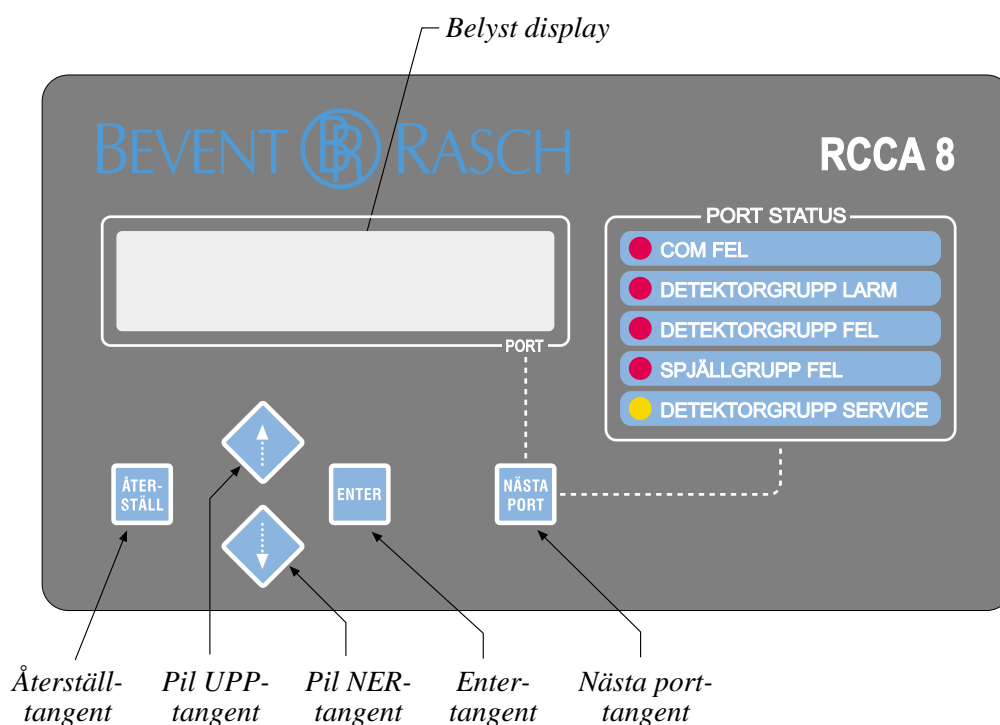 Belyst display
BEVENT BR RASCH
RCCA 8
PORT STATUS
COM FEL
DETEKTORGRUPP LARM
DETEKTORGRUPP FEL
SPJÄLLGRUPP FEL
DETEKTORGRUPP SERVICE
PORT
ÅTER-
STÄLL
ENTER
NÄSTA
PORT
Återställ-
tangent
Pil UPP-
tangent
Pil NER-
tangent
Enter-
tangent
Nästa port-
tangent